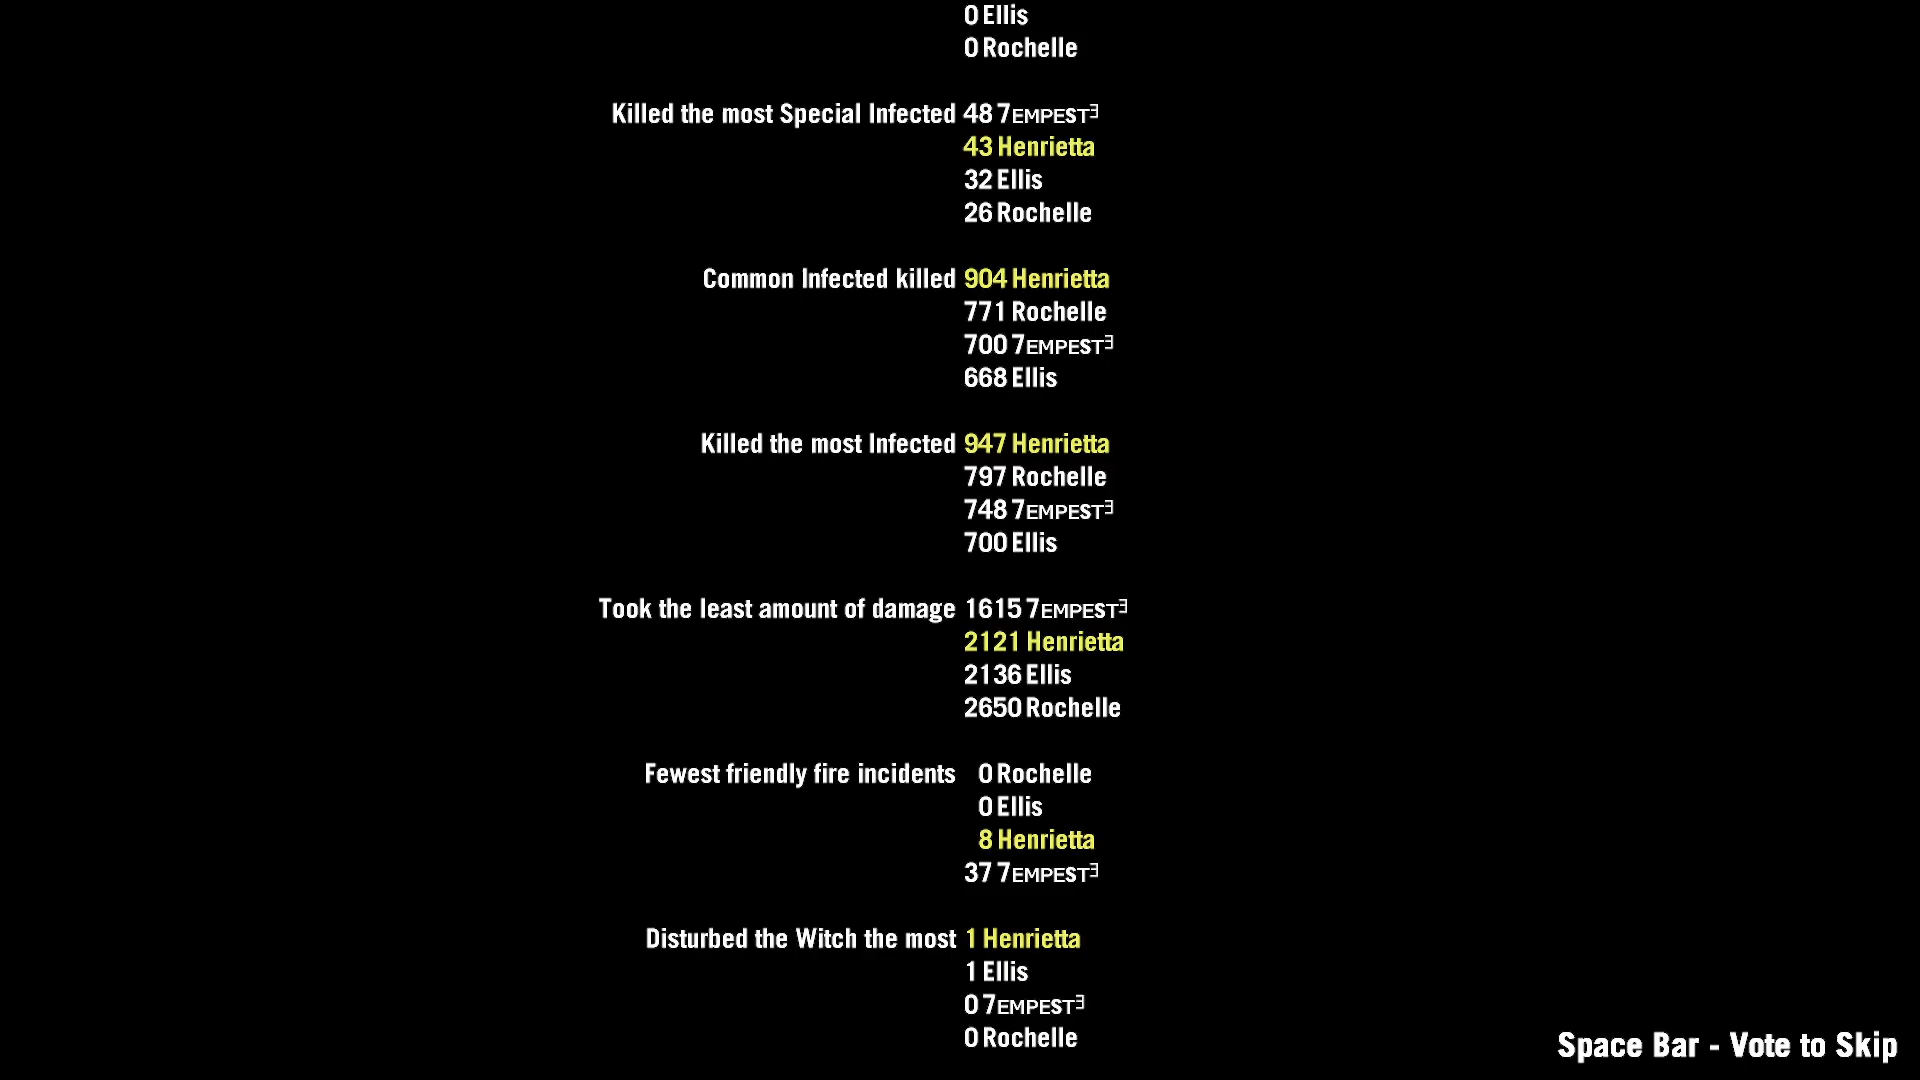 0 Ellis
0 Rochelle
Killed the most Special Infected 48 7EMPEST∃
43 Henrietta
32 Ellis
26 Rochelle
Common Infected killed 904 Henrietta
771 Rochelle
700 7EMPEST∃
668 Ellis
Killed the most Infected 947 Henrietta
797 Rochelle
748 7EMPEST∃
700 Ellis
Took the least amount of damage 1615 7EMPEST∃
2121 Henrietta
2136 Ellis
2650 Rochelle
Fewest friendly fire incidents 0 Rochelle
0 Ellis
8 Henrietta
37 7EMPEST∃
Disturbed the Witch the most 1 Henrietta
1 Ellis
0 7EMPEST∃
0 Rochelle
Space Bar - Vote to Skip